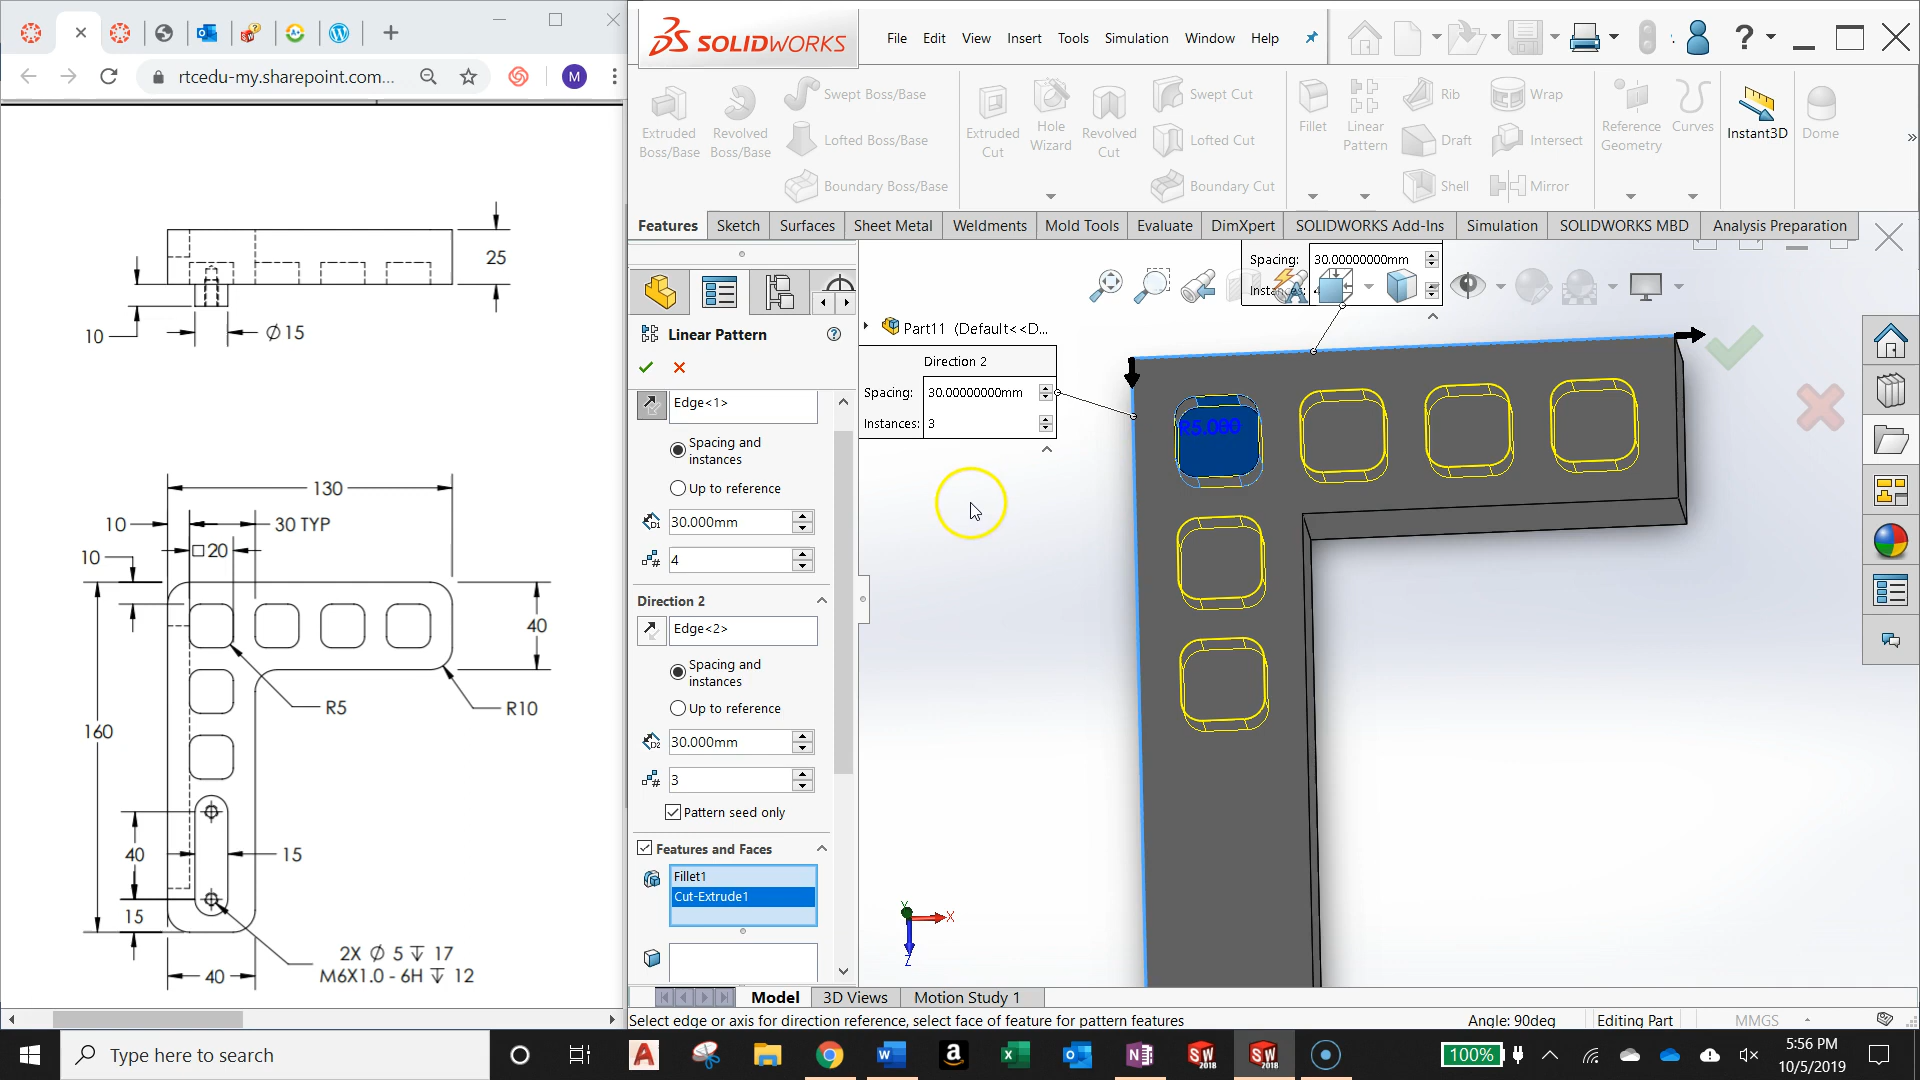 M
rtcedu-my.sharepoint.com...
SOLIDWORKS
File Edit View Insert Tools Simulation Window Help
Extruded Boss/Base
Revolved Boss/Base
Swept Boss/Base
Lofted Boss/Base
Boundary Boss/Base
Extruded Cut
Hole Wizard
Revolved Cut
Swept Cut
Lofted Cut
Boundary Cut
Fillet
Linear Pattern
Rib
Draft
Shell
Wrap
Intersect
Mirror
Reference Geometry
Curves
Instant3D
Dome
Features Sketch Surfaces Sheet Metal Weldments Mold Tools Evaluate DimXpert SOLIDWORKS Add-Ins Simulation SOLIDWORKS MBD Analysis Preparation
25
10
Ø15
130
10
30 TYP
20
10
40
R5
R10
160
40
15
15
2X Ø 5 ↧ 17
M6X1.0 - 6H ↧ 12
40
Linear Pattern
Edge<1>
Spacing and
instances
Up to reference
30.000mm
4
Direction 2
Edge<2>
Spacing and
instances
Up to reference
30.000mm
3
Pattern seed only
Features and Faces
Fillet1
Cut-Extrude1
Part11 (Default<<D...
Direction 2
Spacing: 30.00000000mm
Instances: 3
Spacing: 30.00000000mm
Instances: 4
R5.000
Y
X
Z
Model 3D Views Motion Study 1
Select edge or axis for direction reference, select face of feature for pattern features
Angle: 90deg Editing Part MMGS
Type here to search
SW 2018
SW 2018
100%
5:56 PM
10/5/2019